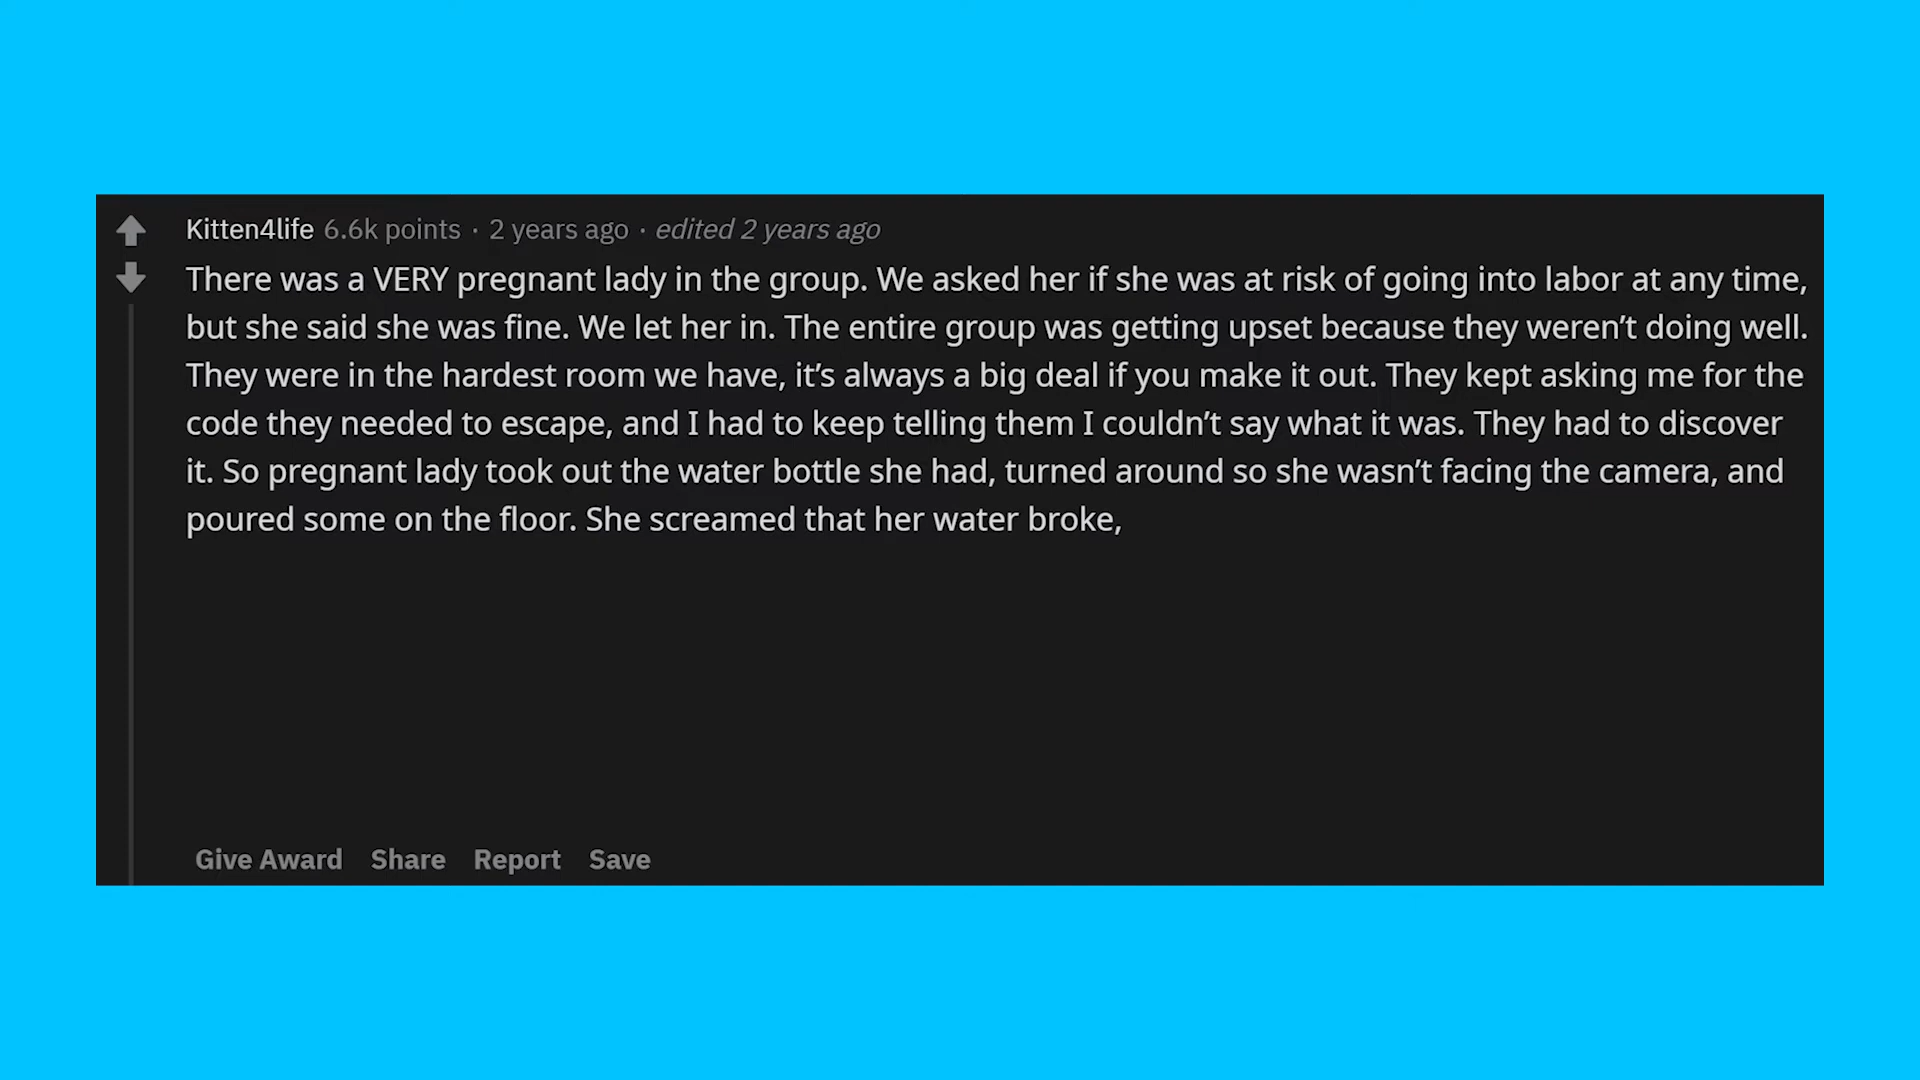 Kitten4life 6.6k points · 2 years ago · edited 2 years ago
There was a VERY pregnant lady in the group. We asked her if she was at risk of going into labor at any time,
but she said she was fine. We let her in. The entire group was getting upset because they weren’t doing well.
They were in the hardest room we have, it’s always a big deal if you make it out. They kept asking me for the
code they needed to escape, and I had to keep telling them I couldn’t say what it was. They had to discover
it. So pregnant lady took out the water bottle she had, turned around so she wasn’t facing the camera, and
poured some on the floor. She screamed that her water broke,
Give Award Share Report Save